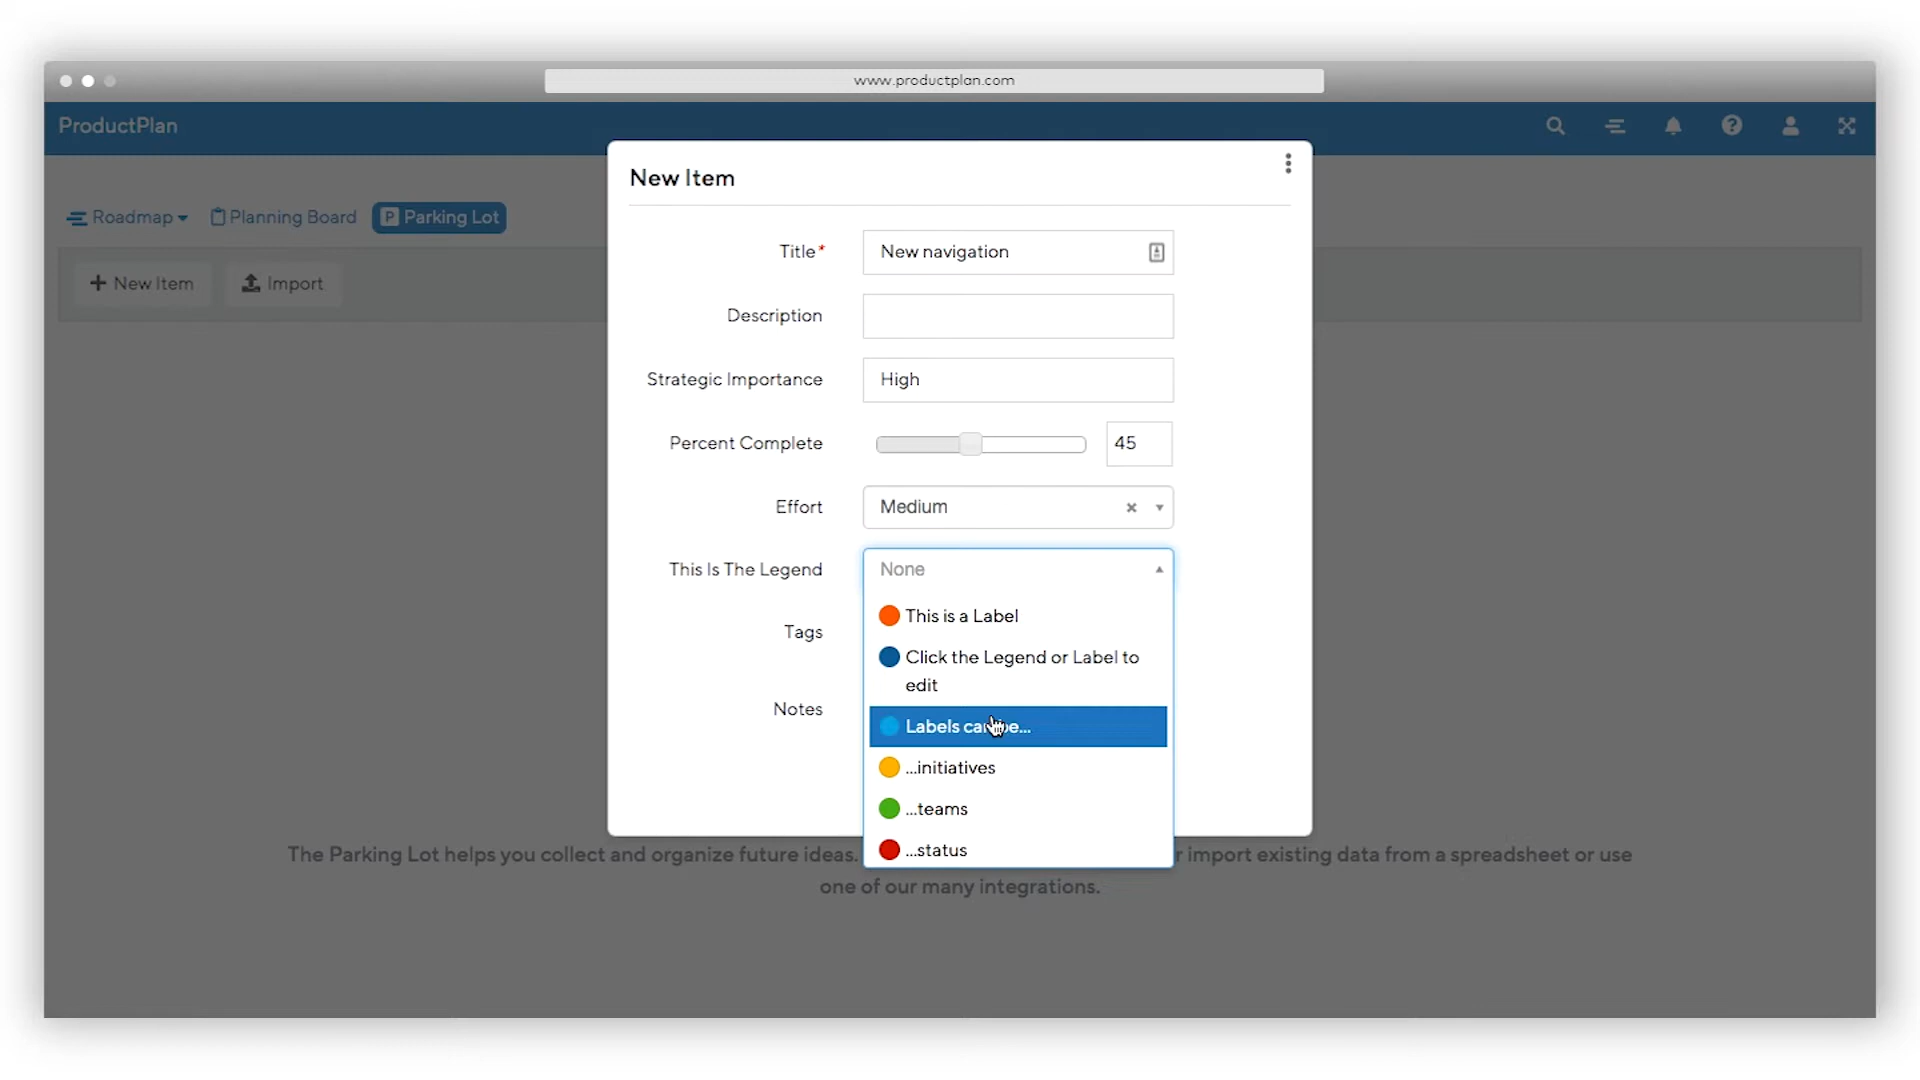 www.productplan.com
ProductPlan
Roadmap
Planning Board
P Parking Lot
New Item
Import
New Item
Title*
New navigation
Description
Strategic Importance
High
Percent Complete
45
Effort
Medium
This Is The Legend
None
This is a Label
Click the Legend or Label to
edit
Labels can be...
...initiatives
...teams
...status
Tags
Notes
The Parking Lot helps you collect and organize future ideas.
import existing data from a spreadsheet or use
one of our many integrations.